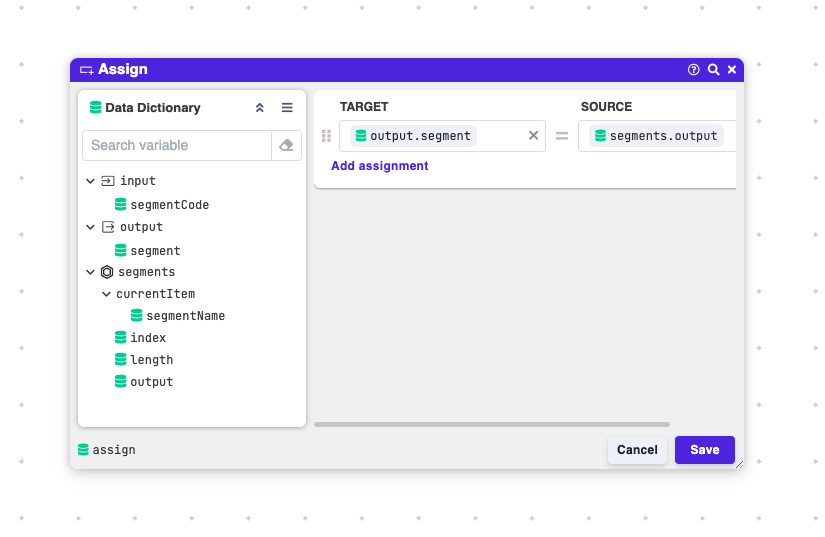 Assign
Data Dictionary
Search variable
input
segmentCode
output
segment
segments
currentItem
segmentName
index
length
output
TARGET SOURCE
output.segment = segments.output
Add assignment
assign
Cancel Save